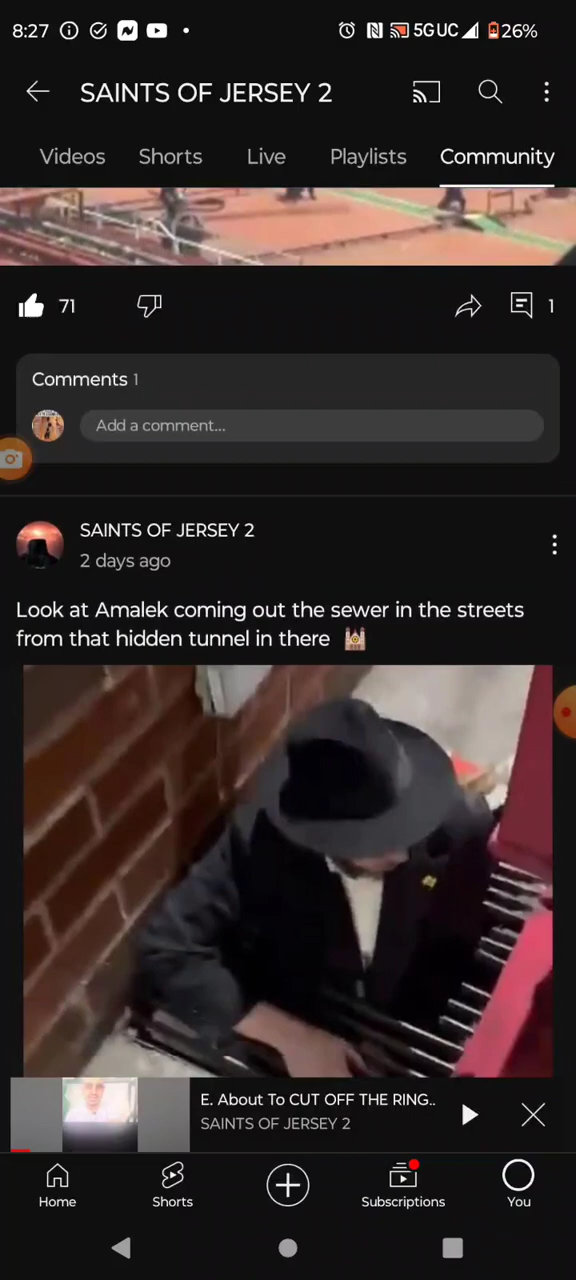 8:27
5G UC 26%
SAINTS OF JERSEY 2
Videos Shorts Live Playlists Community
71
1
Comments 1
Add a comment...
SAINTS OF JERSEY 2
2 days ago
Look at Amalek coming out the sewer in the streets
from that hidden tunnel in there 🕍
E. About To CUT OFF THE RING..
SAINTS OF JERSEY 2
Home
Shorts
Subscriptions
You